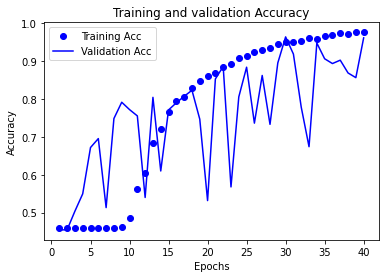 Training and validation Accuracy
Training Acc
Validation Acc
1.0
0.9
0.8
0.7
0.6
0.5
Accuracy
0 5 10 15 20 25 30 35 40
Epochs